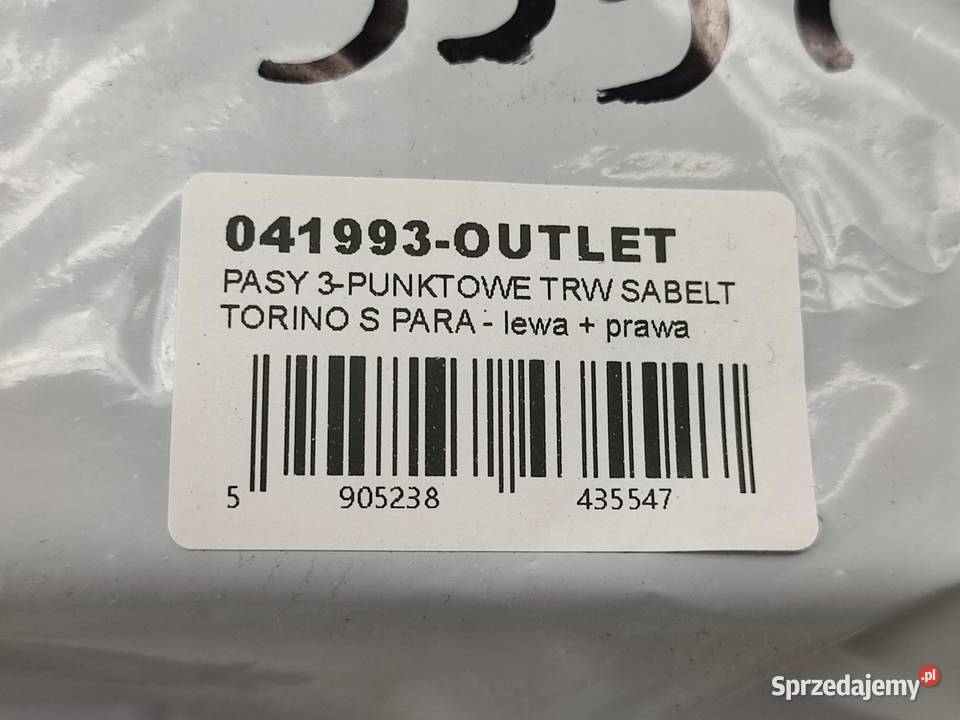 041993-OUTLET
PASY 3-PUNKTOWE TRW SABELT
TORINO S PARA - lewa + prawa
5 905238 435547
Sprzedajemy.pl